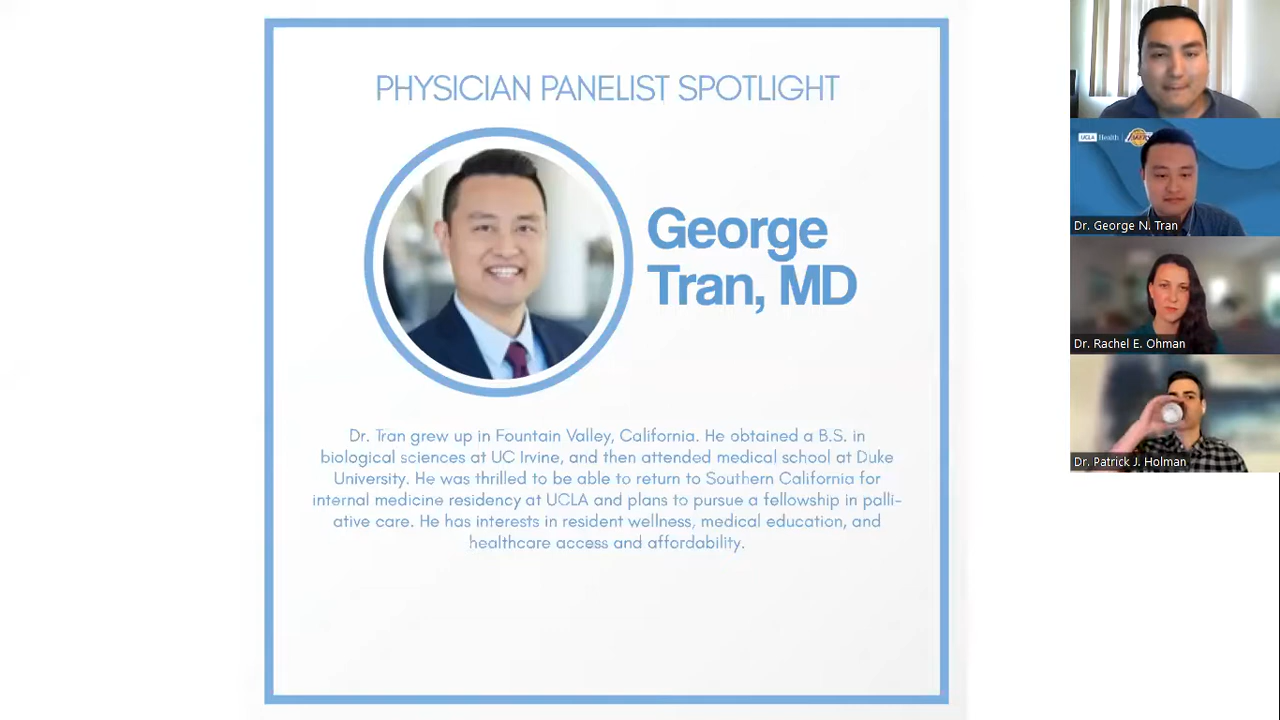 PHYSICIAN PANELIST SPOTLIGHT
George
Tran, MD
Dr. Tran grew up in Fountain Valley, California. He obtained a B.S. in
biological sciences at UC Irvine, and then attended medical school at Duke
University. He was thrilled to be able to return to Southern California for
internal medicine residency at UCLA and plans to pursue a fellowship in palli-
ative care. He has interests in resident wellness, medical education, and
healthcare access and affordability.
UCLA Health
Dr. George N. Tran
Dr. Rachel E. Ohman
Dr. Patrick J. Holman